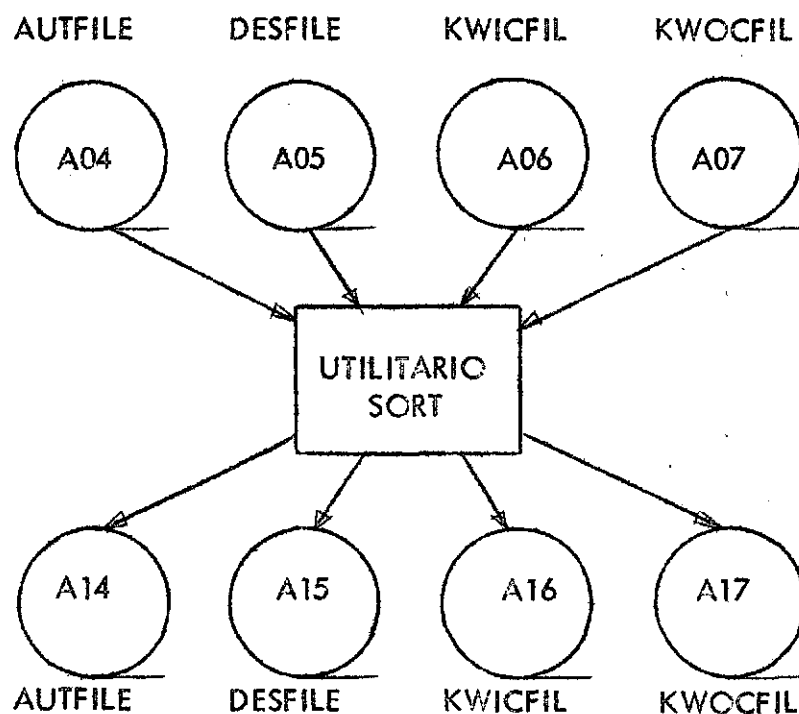 AUTFILE DESFILE KWICFIL KWOCFIL
A04 A05 A06 A07
UTILITARIO
SORT
A14 A15 A16 A17
AUTFILE DESFILE KWICFIL KWOCFIL